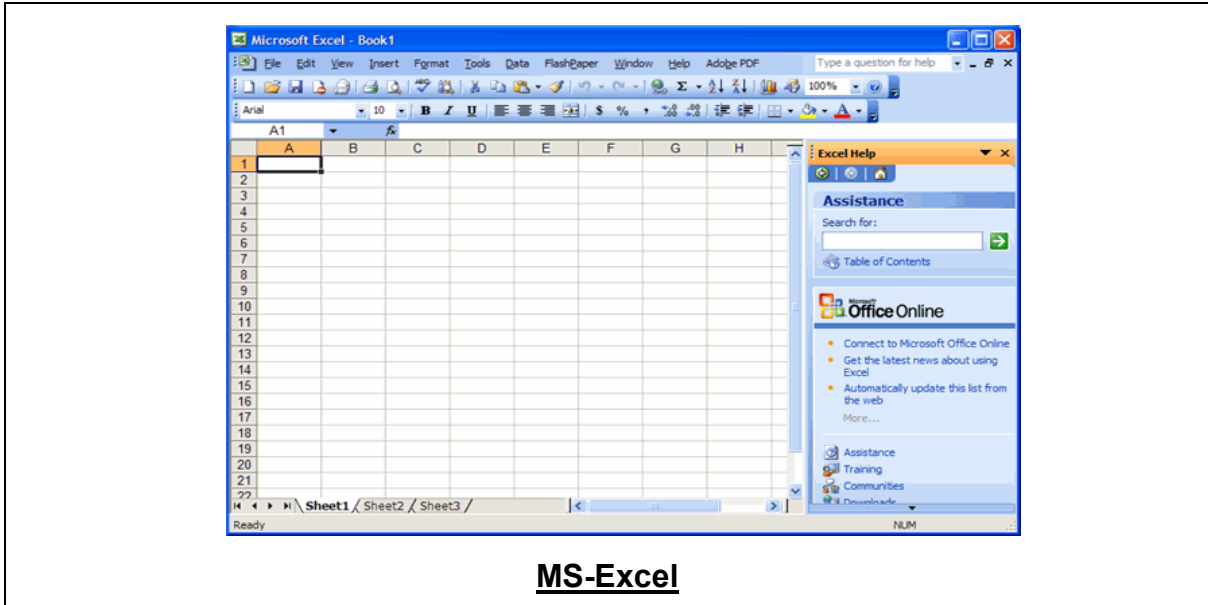 Microsoft Excel - Book1
File Edit View Insert Format Tools Data FlashPaper Window Help Adobe PDF Type a question for help
100%
Arial 10 B I U $ % ,
A1 fx
A B C D E F G H
1
2
3
4
5
6
7
8
9
10
11
12
13
14
15
16
17
18
19
20
21
22
Excel Help
Assistance
Search for:
Table of Contents
Microsoft
Office Online
Connect to Microsoft Office Online
Get the latest news about using
Excel
Automatically update this list from
the web
More...
Assistance
Training
Communities
Downloads
Sheet1 Sheet2 Sheet3
Ready NUM
MS-Excel